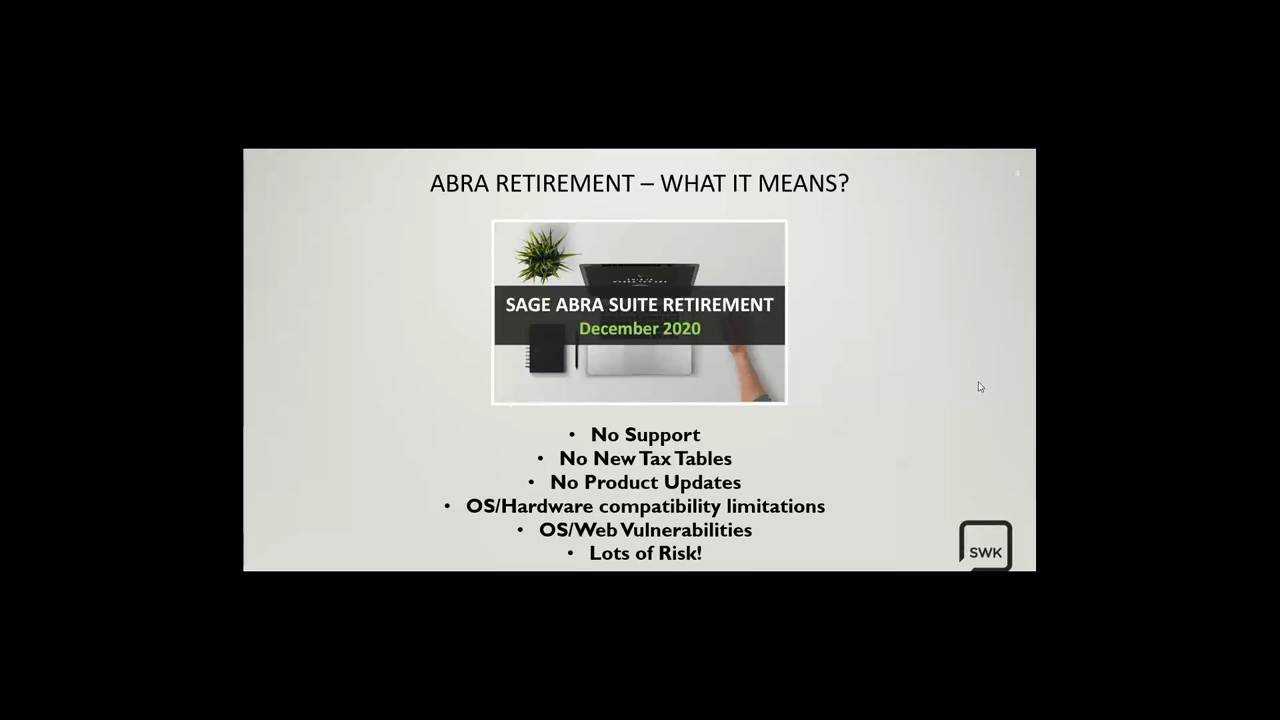 ABRA RETIREMENT – WHAT IT MEANS?
4
SAGE ABRA SUITE RETIREMENT
December 2020
• No Support
• No New Tax Tables
• No Product Updates
• OS/Hardware compatibility limitations
• OS/Web Vulnerabilities
• Lots of Risk!
SWK